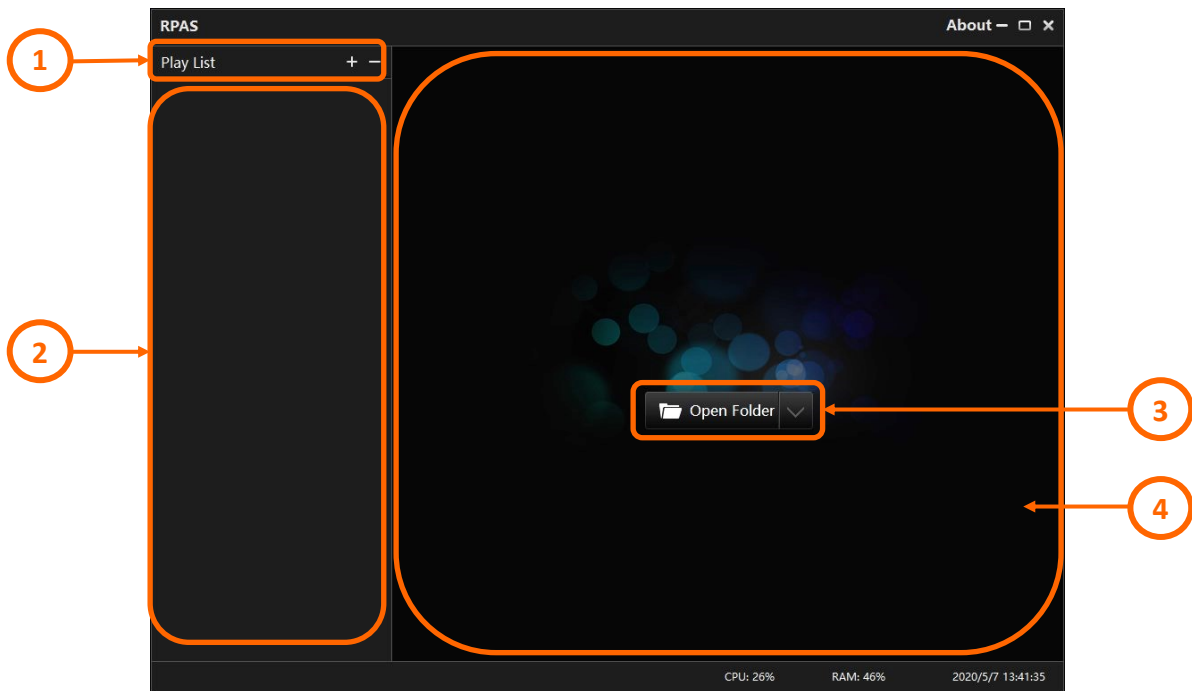 RPAS
About
1
Play List + −
2
Open Folder
3
4
CPU: 26% RAM: 46% 2020/5/7 13:41:35